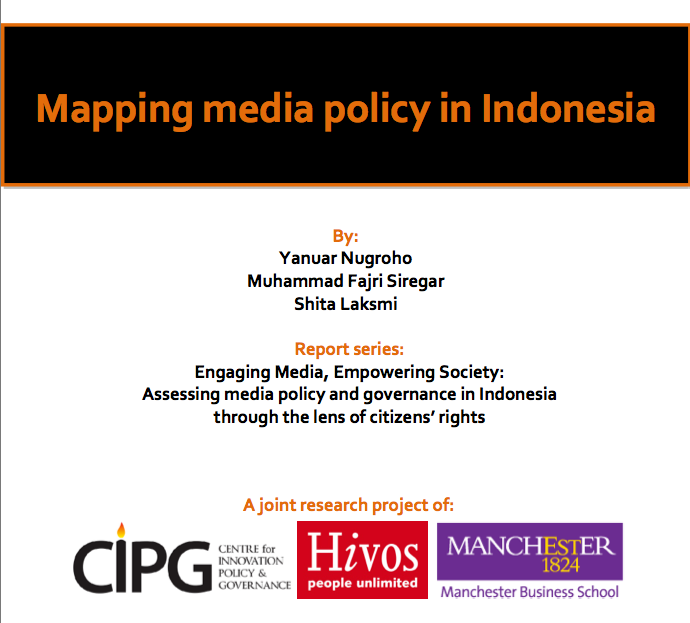 Mapping media policy in Indonesia
By:
Yanuar Nugroho
Muhammad Fajri Siregar
Shita Laksmi
Report series:
Engaging Media, Empowering Society:
Assessing media policy and governance in Indonesia
through the lens of citizens’ rights
A joint research project of:
CIPG
CENTRE for
INNOVATION
POLICY &
GOVERNANCE
Hivos
people unlimited
MANCHESTER
1824
Manchester Business School